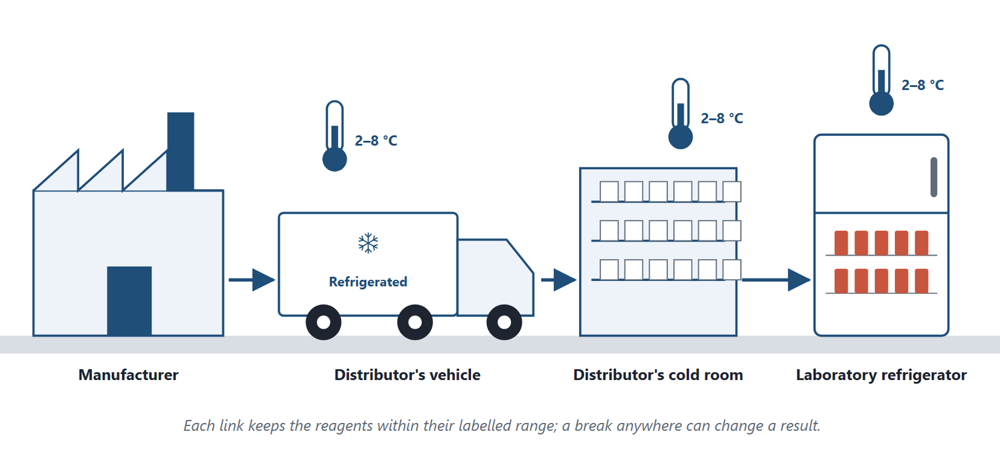 2–8 °C
2–8 °C
2–8 °C
Refrigerated
Manufacturer
Distributor's vehicle
Distributor's cold room
Laboratory refrigerator
Each link keeps the reagents within their labelled range; a break anywhere can change a result.